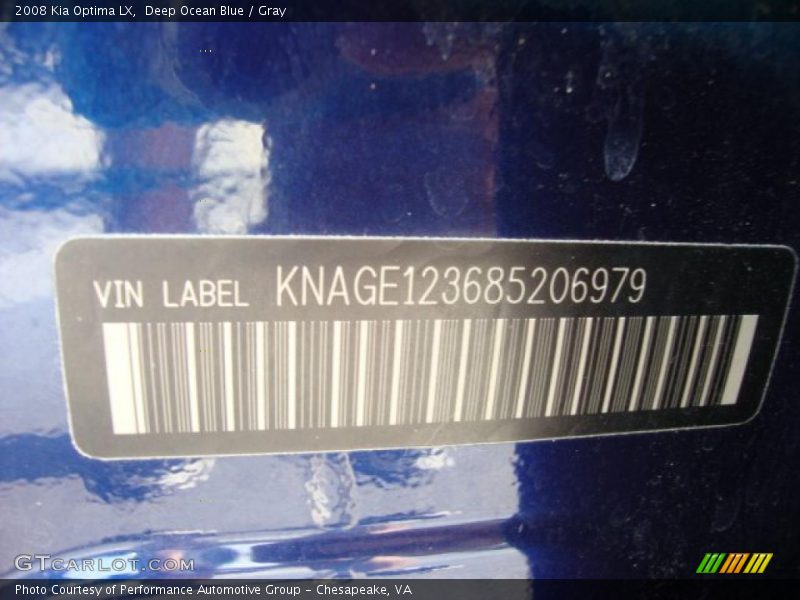 2008 Kia Optima LX, Deep Ocean Blue / Gray
VIN LABEL KNAGE123685206979
GTCARLOT.COM
Photo Courtesy of Performance Automotive Group - Chesapeake, VA